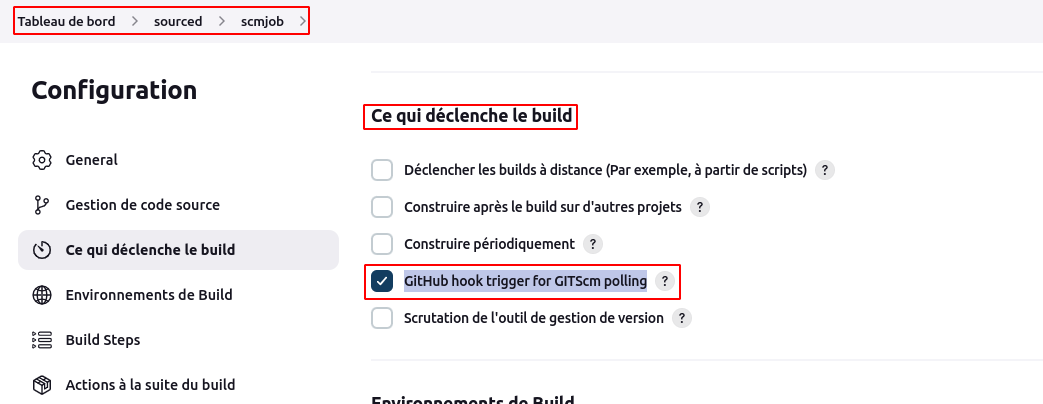 Tableau de bord > sourced > scmjob >
Configuration
General
Gestion de code source
Ce qui déclenche le build
Environnements de Build
Build Steps
Actions à la suite du build
Ce qui déclenche le build
Déclencher les builds à distance (Par exemple, à partir de scripts) ?
Construire après le build sur d'autres projets ?
Construire périodiquement ?
GitHub hook trigger for GITScm polling ?
Scrutation de l'outil de gestion de version ?
Environnements de Build